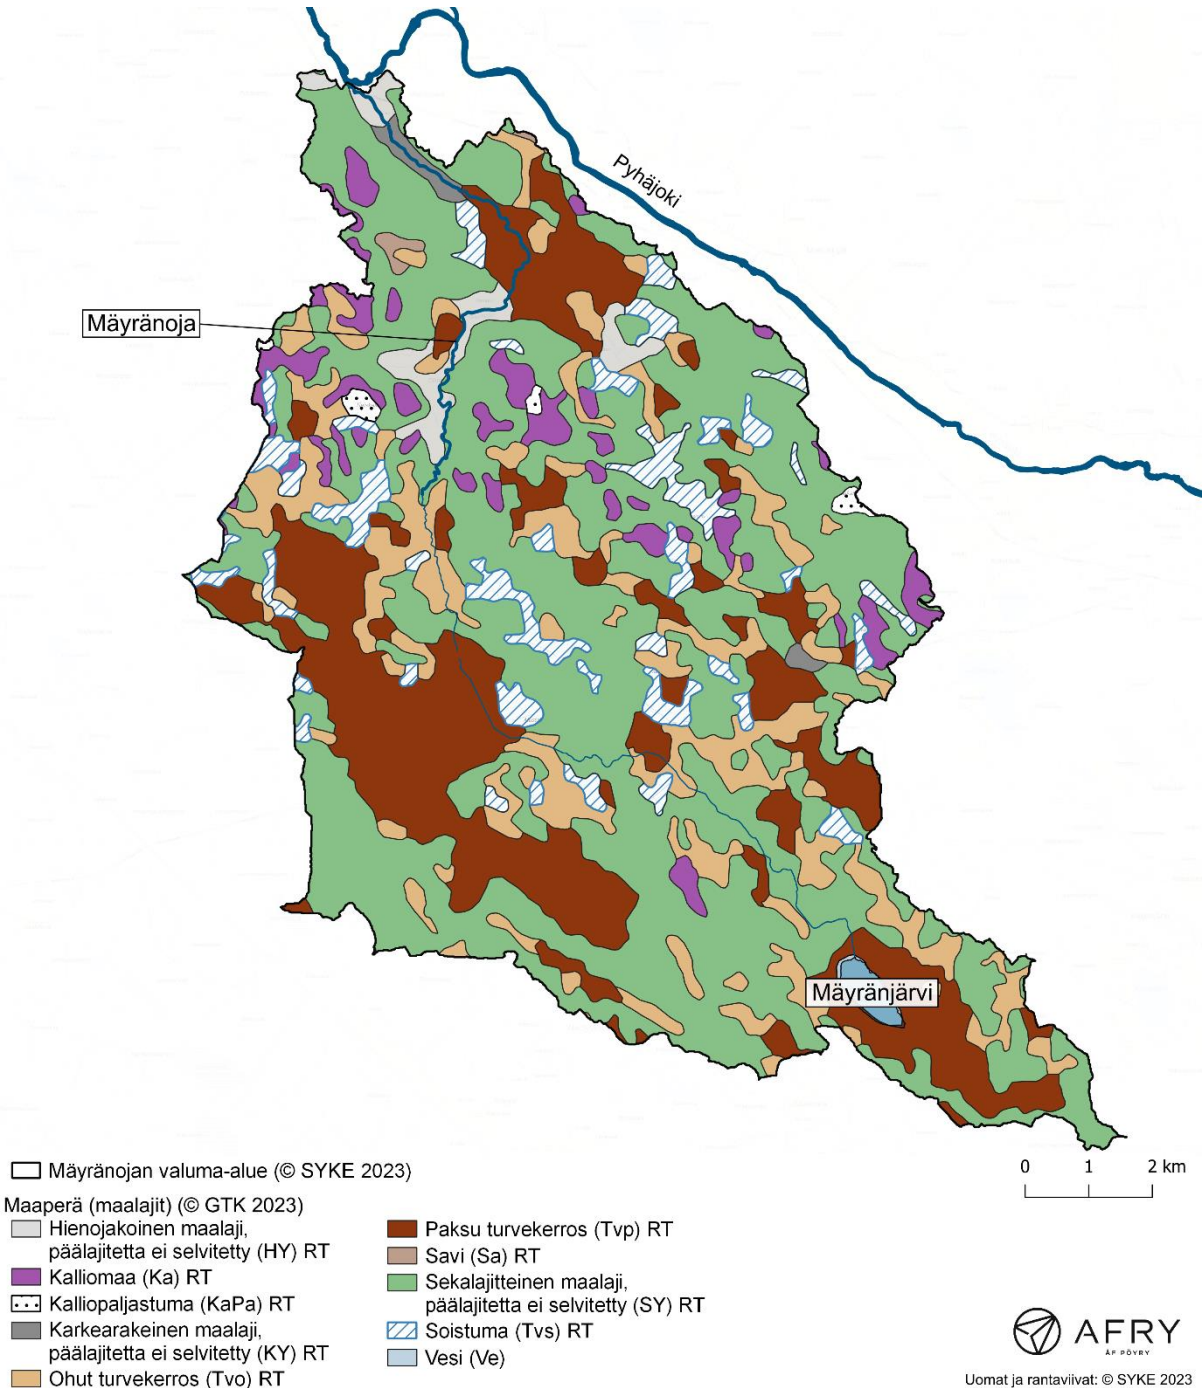 Pyhäjoki
Mäyränoja
Mäyränjärvi
0 1 2 km
Mäyränojan valuma-alue (© SYKE 2023)
Maaperä (maalajit) (© GTK 2023)
Hienojakoinen maalaji,
päälajitetta ei selvitetty (HY) RT
Kalliomaa (Ka) RT
Kalliopaljastuma (KaPa) RT
Karkearakeinen maalaji,
päälajitetta ei selvitetty (KY) RT
Ohut turvekerros (Tvo) RT
Paksu turvekerros (Tvp) RT
Savi (Sa) RT
Sekalajitteinen maalaji,
päälajitetta ei selvitetty (SY) RT
Soistuma (Tvs) RT
Vesi (Ve)
AFRY
ÅF PÖYRY
Uomat ja rantaviivat: © SYKE 2023